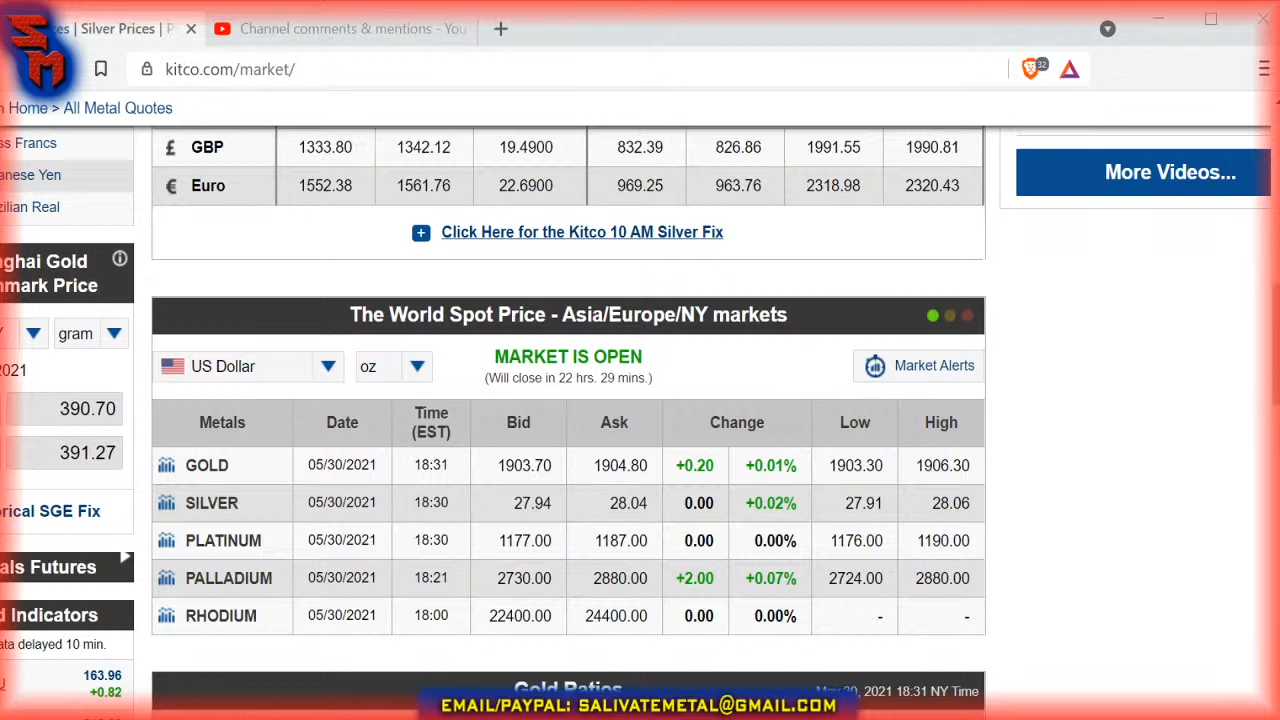 SM
es | Silver Prices | P
Channel comments & mentions - You
kitco.com/market/
32
Home > All Metal Quotes
ss Francs
anese Yen
zilian Real
£ GBP 1333.80 1342.12 19.4900 832.39 826.86 1991.55 1990.81
€ Euro 1552.38 1561.76 22.6900 969.25 963.76 2318.98 2320.43
Click Here for the Kitco 10 AM Silver Fix
More Videos...
nghai Gold
hmark Price
gram
2021
390.70
391.27
orical SGE Fix
als Futures
d Indicators
ata delayed 10 min.
163.96
+0.82
The World Spot Price - Asia/Europe/NY markets
US Dollar oz
MARKET IS OPEN
(Will close in 22 hrs. 29 mins.)
Market Alerts
Metals Date Time (EST) Bid Ask Change Low High
GOLD 05/30/2021 18:31 1903.70 1904.80 +0.20 +0.01% 1903.30 1906.30
SILVER 05/30/2021 18:30 27.94 28.04 0.00 +0.02% 27.91 28.06
PLATINUM 05/30/2021 18:30 1177.00 1187.00 0.00 0.00% 1176.00 1190.00
PALLADIUM 05/30/2021 18:21 2730.00 2880.00 +2.00 +0.07% 2724.00 2880.00
RHODIUM 05/30/2021 18:00 22400.00 24400.00 0.00 0.00% - -
Gold Ratios
May 30, 2021 18:31 NY Time
EMAIL/PAYPAL: SALIVATEMETAL@GMAIL.COM